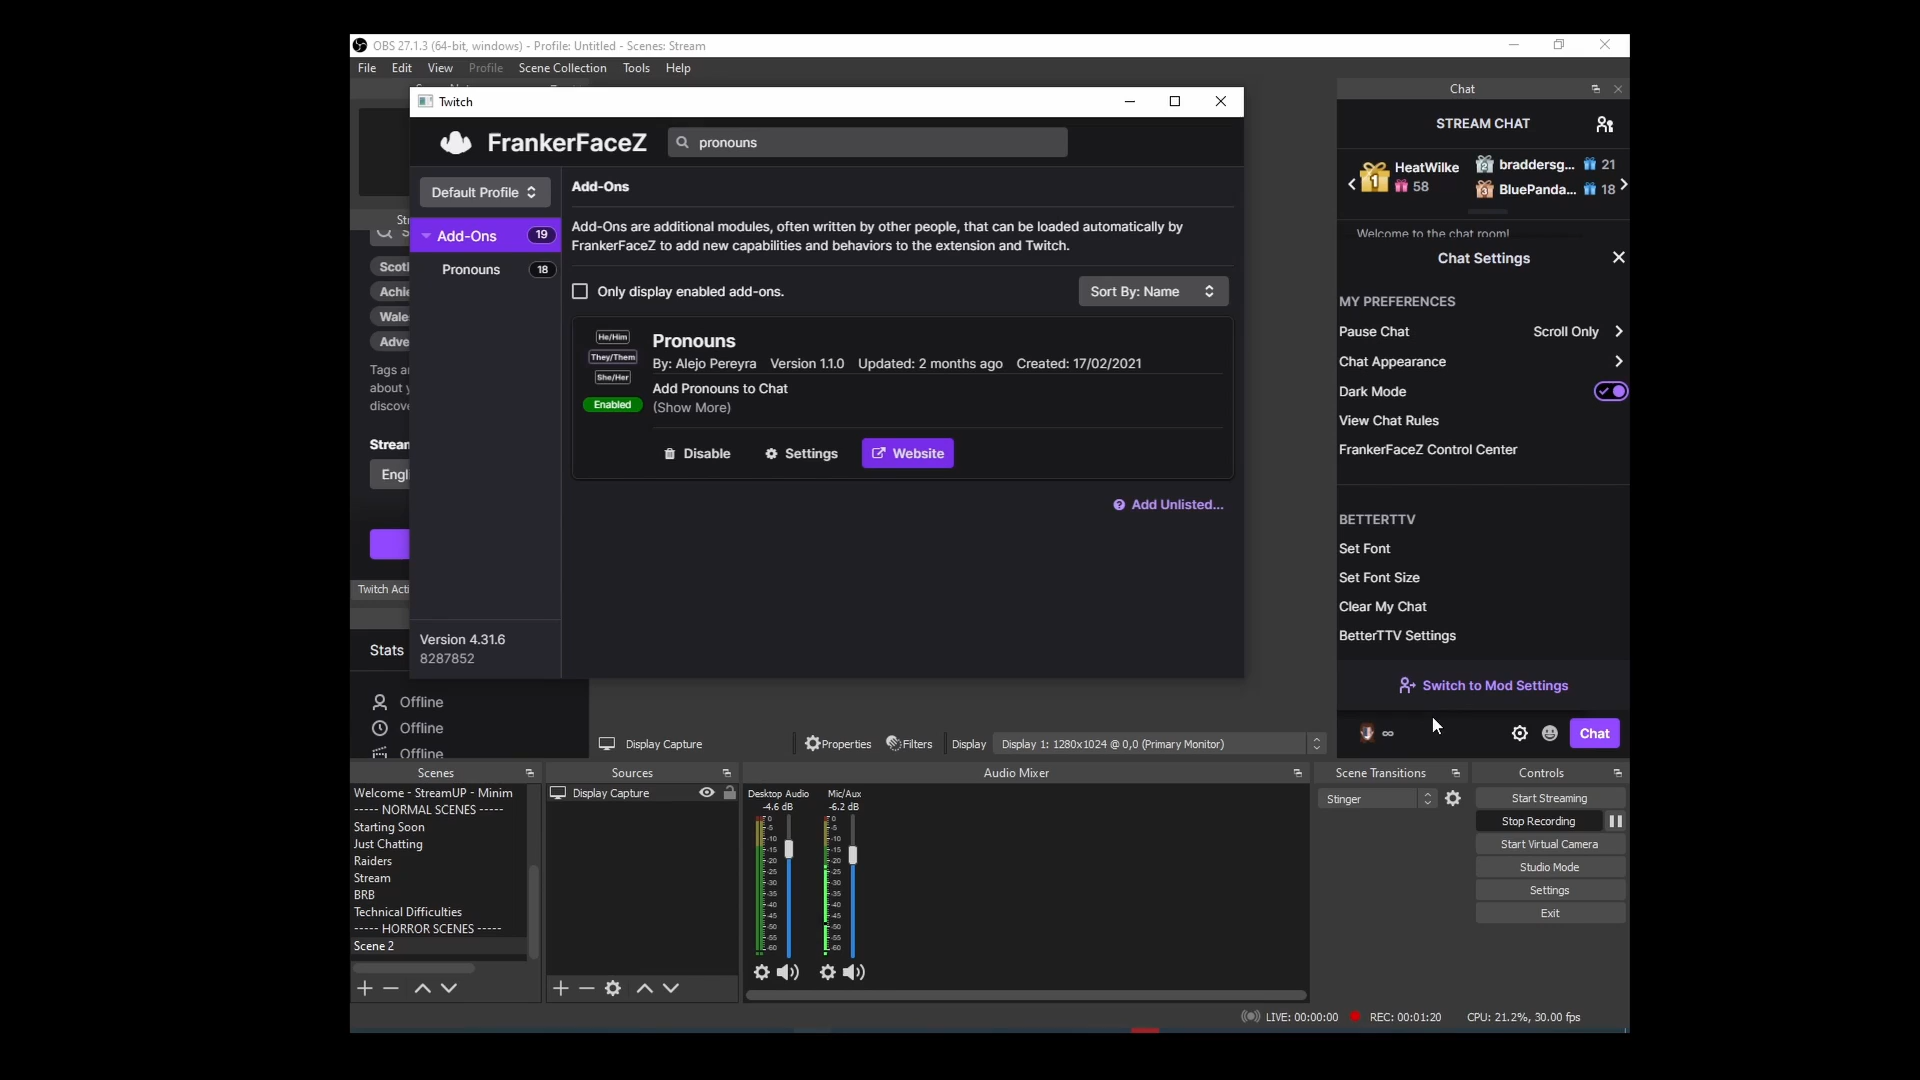 OBS 27.1.3 (64-bit, windows) - Profile: Untitled - Scenes: Stream
File Edit View Profile Scene Collection Tools Help
Twitch
FrankerFaceZ
pronouns
Default Profile
Add-Ons 19
Pronouns 18
Version 4.31.6
8287852
Add-Ons
Add-Ons are additional modules, often written by other people, that can be loaded automatically by
FrankerFaceZ to add new capabilities and behaviors to the extension and Twitch.
Only display enabled add-ons.
Sort By: Name
He/Him
They/Them
She/Her
Enabled
Pronouns
By: Alejo Pereyra Version 1.1.0 Updated: 2 months ago Created: 17/02/2021
Add Pronouns to Chat
(Show More)
Disable Settings Website
Add Unlisted...
Stats
Offline
Offline
Offline
Chat
STREAM CHAT
1 HeatWilke 58
2 braddersg... 21
3 BluePanda... 18
Welcome to the chat room!
Chat Settings
MY PREFERENCES
Pause Chat Scroll Only
Chat Appearance
Dark Mode
View Chat Rules
FrankerFaceZ Control Center
BETTERTTV
Set Font
Set Font Size
Clear My Chat
BetterTTV Settings
Switch to Mod Settings
∞ Chat
Display Capture Properties Filters Display Display 1: 1280x1024 @ 0,0 (Primary Monitor)
Scenes
Welcome - StreamUP - Minim
----- NORMAL SCENES -----
Starting Soon
Just Chatting
Raiders
Stream
BRB
Technical Difficulties
----- HORROR SCENES -----
Scene 2
Sources
Display Capture
Audio Mixer
Desktop Audio
-4.6 dB
Mic/Aux
-6.2 dB
Scene Transitions
Stinger
Controls
Start Streaming
Stop Recording
Start Virtual Camera
Studio Mode
Settings
Exit
LIVE: 00:00:00 REC: 00:01:20 CPU: 21.2%, 30.00 fps